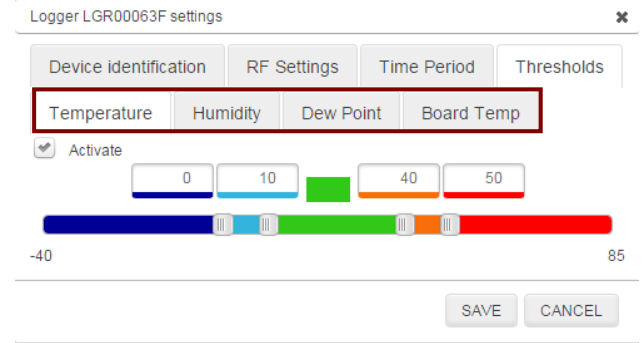 Logger LGR00063F settings
Device identification RF Settings Time Period Thresholds
Temperature Humidity Dew Point Board Temp
Activate
0 10 40 50
-40 85
SAVE CANCEL